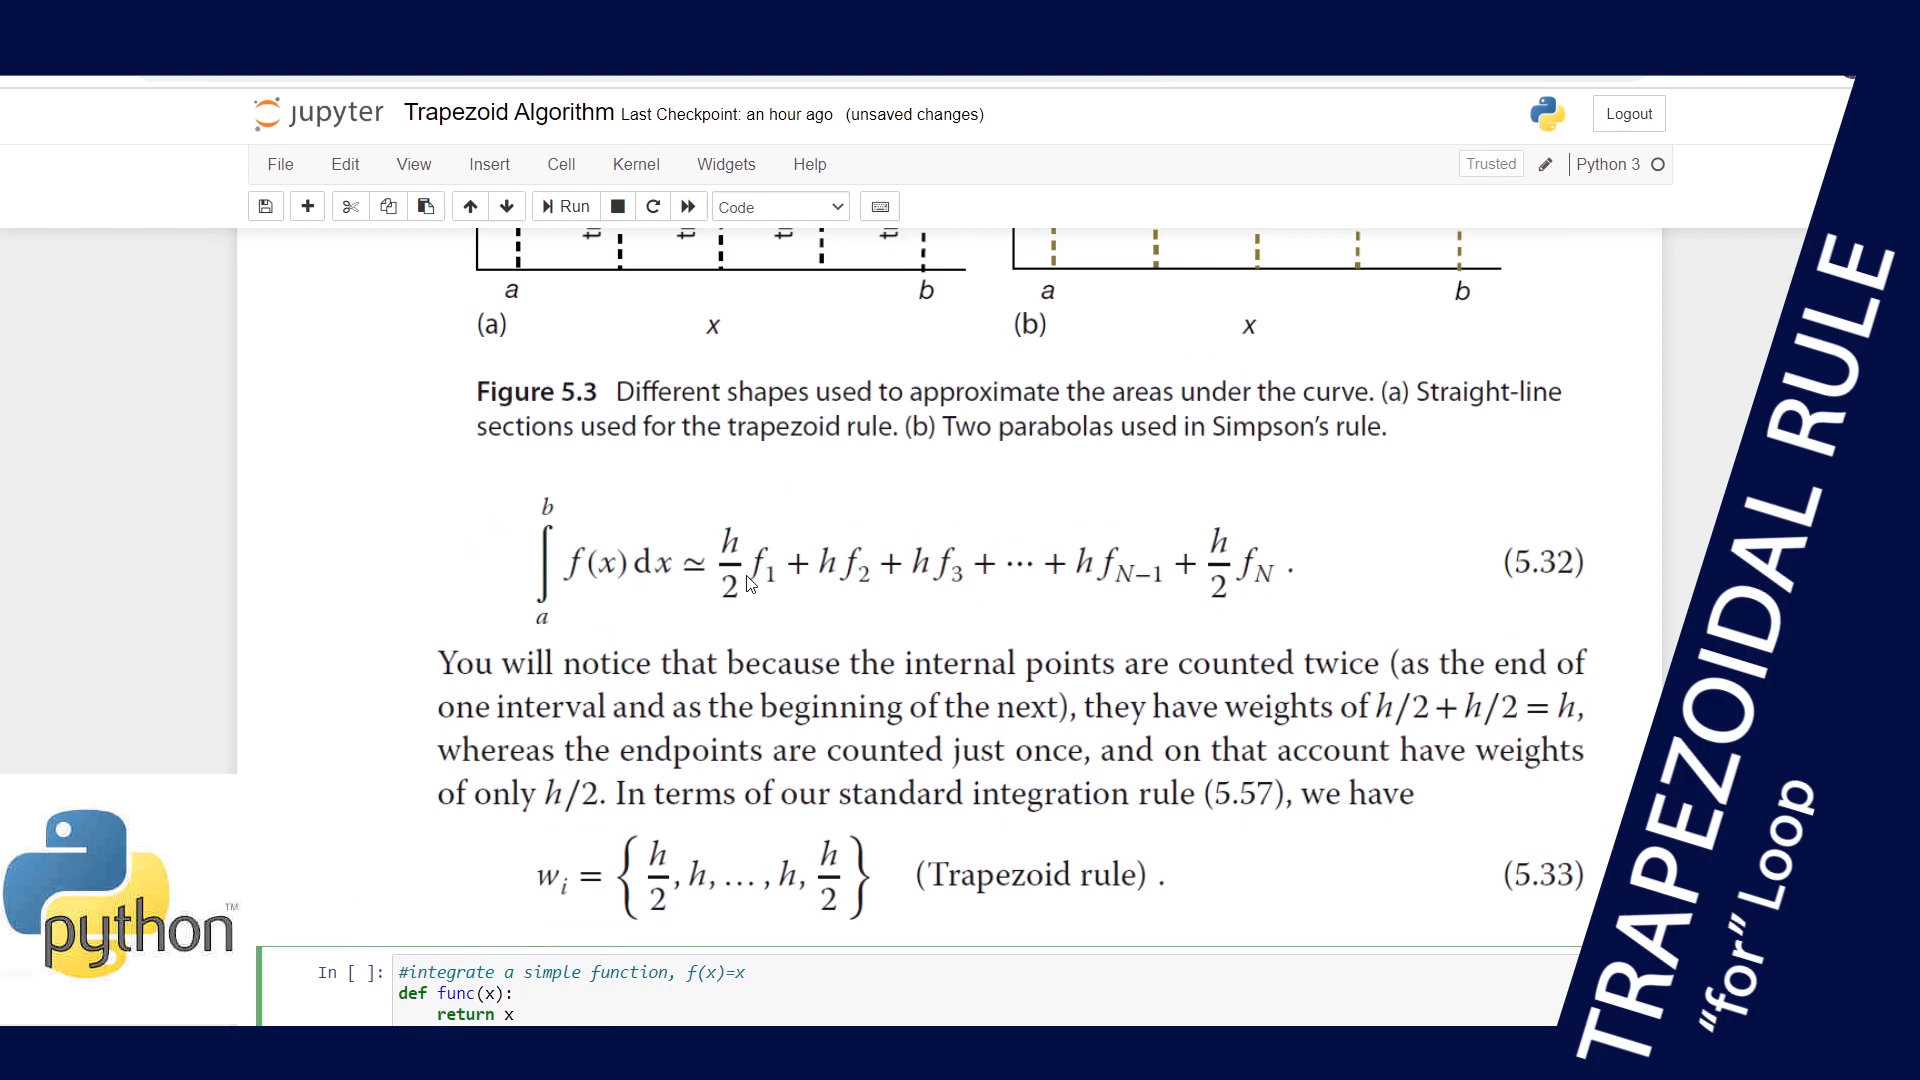 jupyter Trapezoid Algorithm Last Checkpoint: an hour ago (unsaved changes)
Logout
File Edit View Insert Cell Kernel Widgets Help
Trusted Python 3
Run Code
a b
(a) x
a b
(b) x
Figure 5.3 Different shapes used to approximate the areas under the curve. (a) Straight-line
sections used for the trapezoid rule. (b) Two parabolas used in Simpson's rule.
∫_a^b f(x) dx ≃ h/2 f_1 + h f_2 + h f_3 + ··· + h f_{N−1} + h/2 f_N . (5.32)
You will notice that because the internal points are counted twice (as the end of
one interval and as the beginning of the next), they have weights of h/2 + h/2 = h,
whereas the endpoints are counted just once, and on that account have weights
of only h/2. In terms of our standard integration rule (5.57), we have
w_i = { h/2, h, ... , h, h/2 } (Trapezoid rule) . (5.33)
In [ ]: #integrate a simple function, f(x)=x
def func(x):
return x
python™
TRAPEZOIDAL RULE
“for” Loop